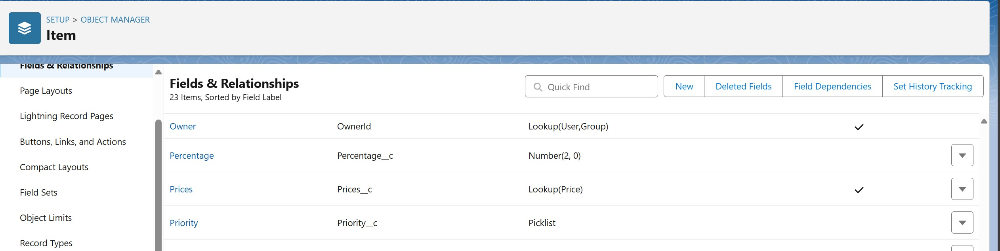 SETUP > OBJECT MANAGER
Item
Fields & Relationships
Page Layouts
Lightning Record Pages
Buttons, Links, and Actions
Compact Layouts
Field Sets
Object Limits
Record Types
Fields & Relationships
23 Items, Sorted by Field Label
Quick Find
New
Deleted Fields
Field Dependencies
Set History Tracking
Owner OwnerId Lookup(User,Group)
Percentage Percentage__c Number(2, 0)
Prices Prices__c Lookup(Price)
Priority Priority__c Picklist